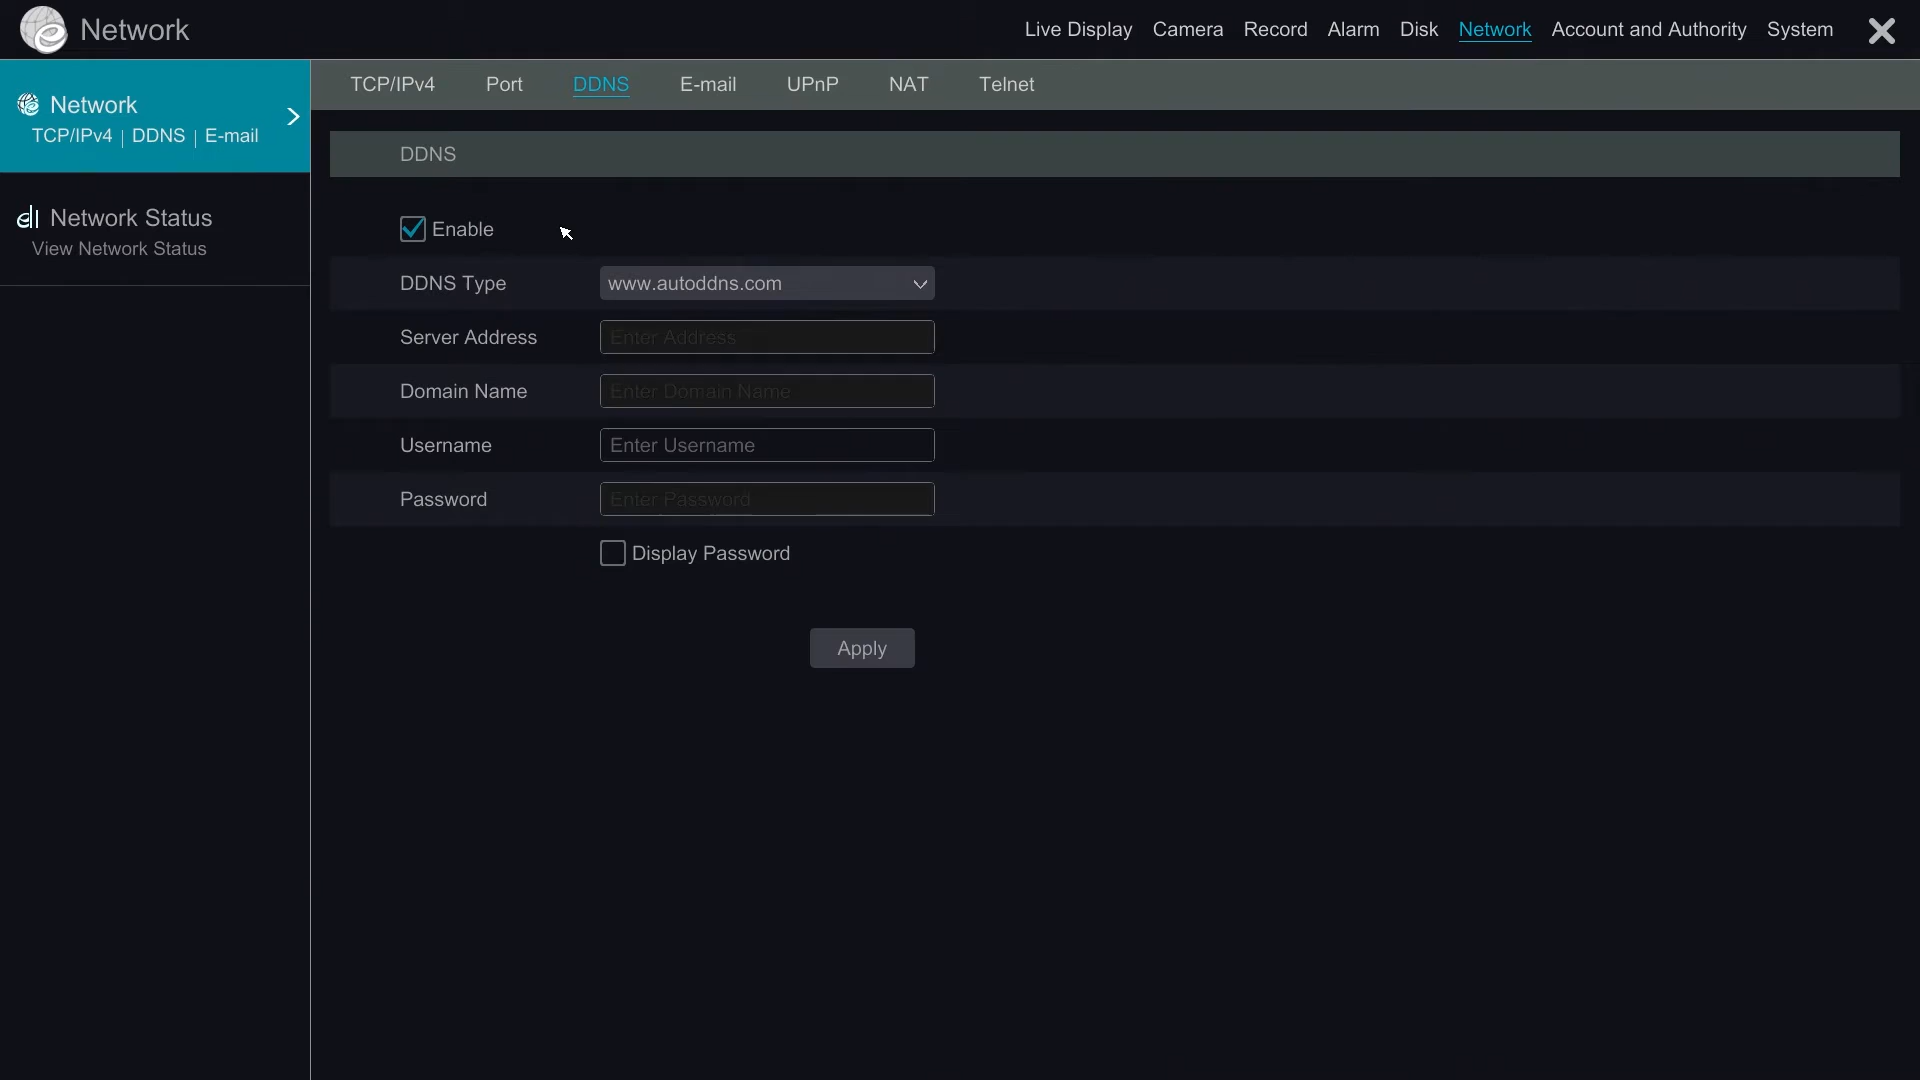 Network
Live Display Camera Record Alarm Disk Network Account and Authority System
Network
TCP/IPv4 | DDNS | E-mail
Network Status
View Network Status
TCP/IPv4 Port DDNS E-mail UPnP NAT Telnet
DDNS
Enable
DDNS Type www.autoddns.com
Server Address Enter Address
Domain Name Enter Domain Name
Username Enter Username
Password Enter Password
Display Password
Apply